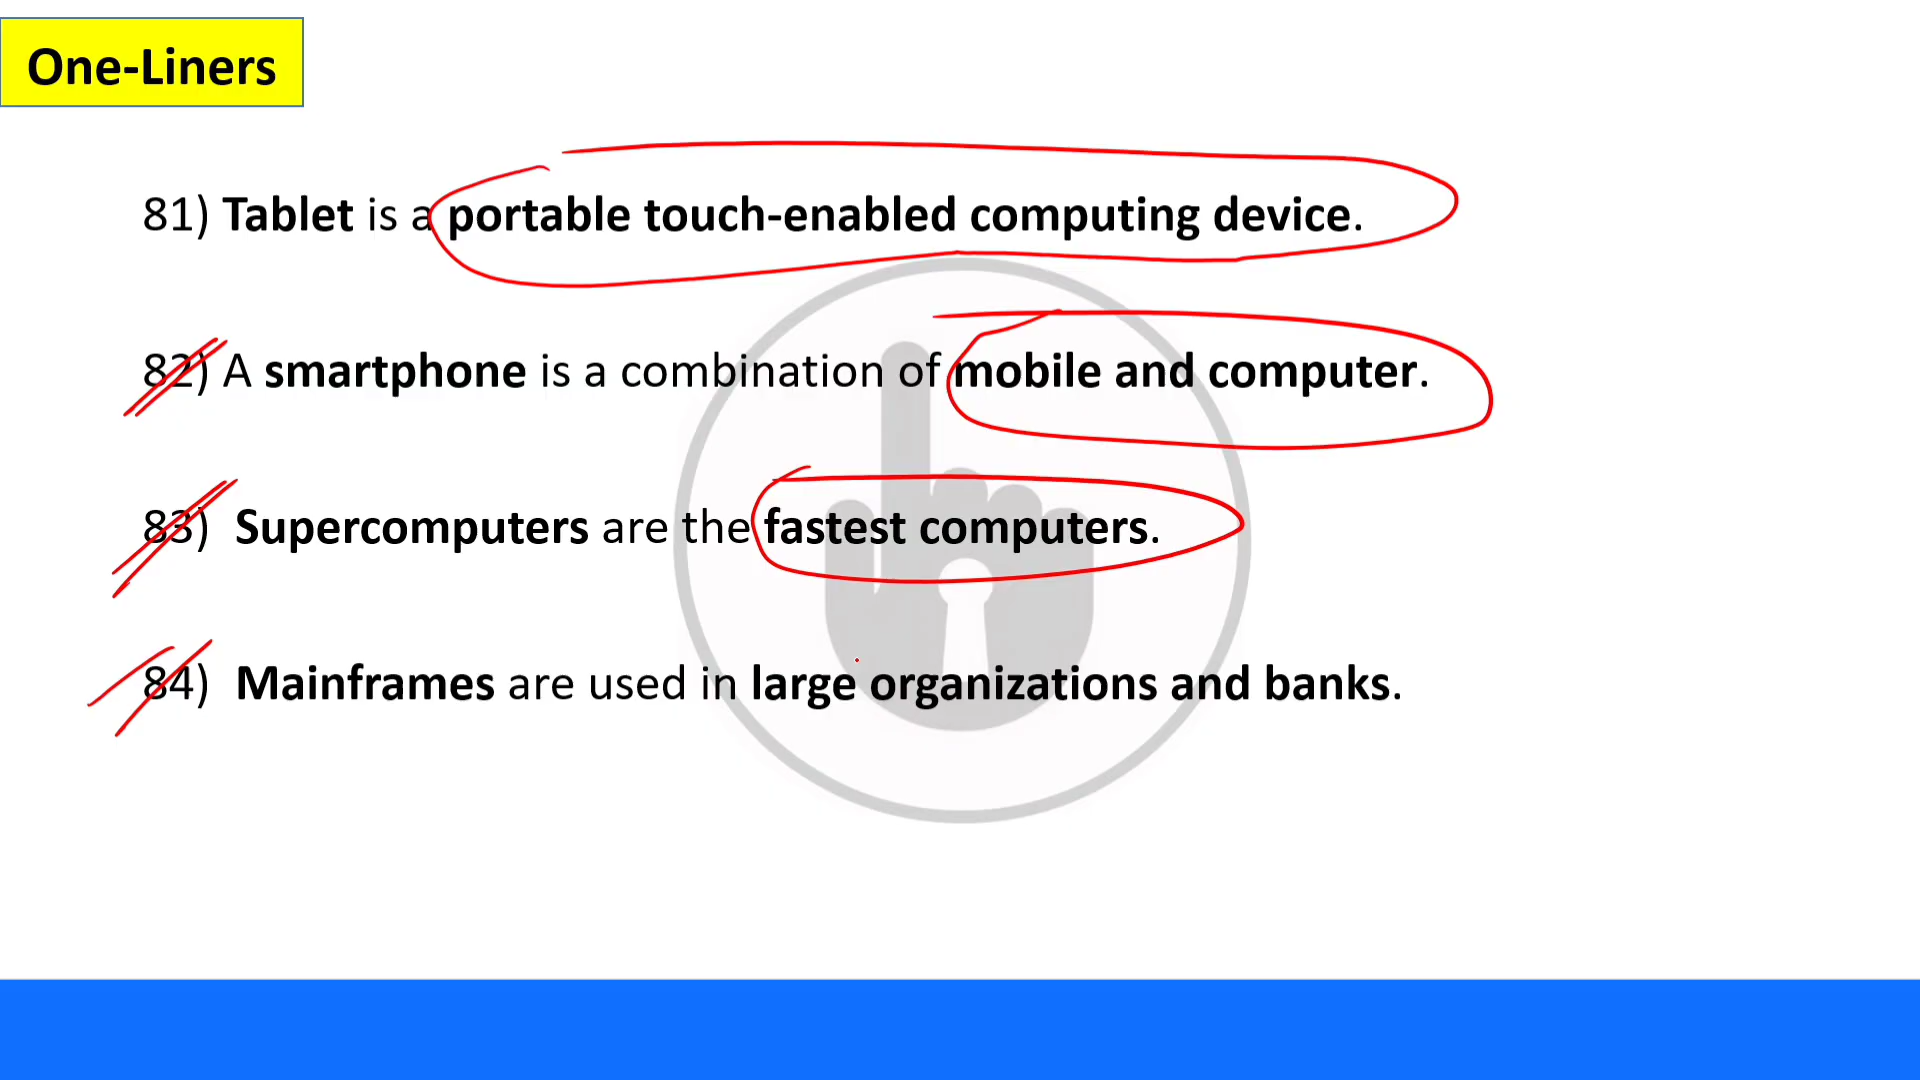 One-Liners
81) Tablet is a portable touch-enabled computing device.
82) A smartphone is a combination of mobile and computer.
83) Supercomputers are the fastest computers.
84) Mainframes are used in large organizations and banks.